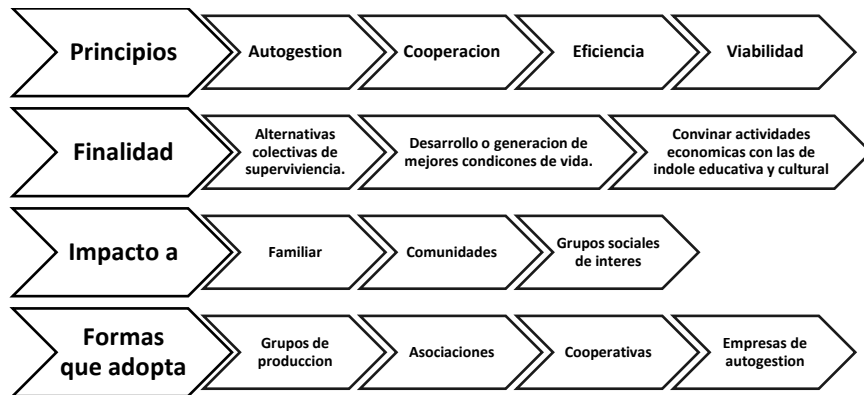 Principios
Autogestion
Cooperacion
Eficiencia
Viabilidad
Finalidad
Alternativas
colectivas de
superviviencia.
Desarrollo o generacion de
mejores condicones de vida.
Convinar actividades
economicas con las de
indole educativa y cultural
Impacto a
Familiar
Comunidades
Grupos sociales
de interes
Formas
que adopta
Grupos de
produccion
Asociaciones
Cooperativas
Empresas de
autogestion